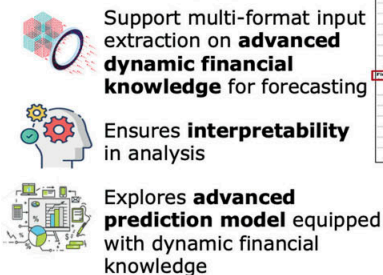 Support multi-format input
extraction on advanced
dynamic financial
knowledge for forecasting
Ensures interpretability
in analysis
Explores advanced
prediction model equipped
with dynamic financial
knowledge